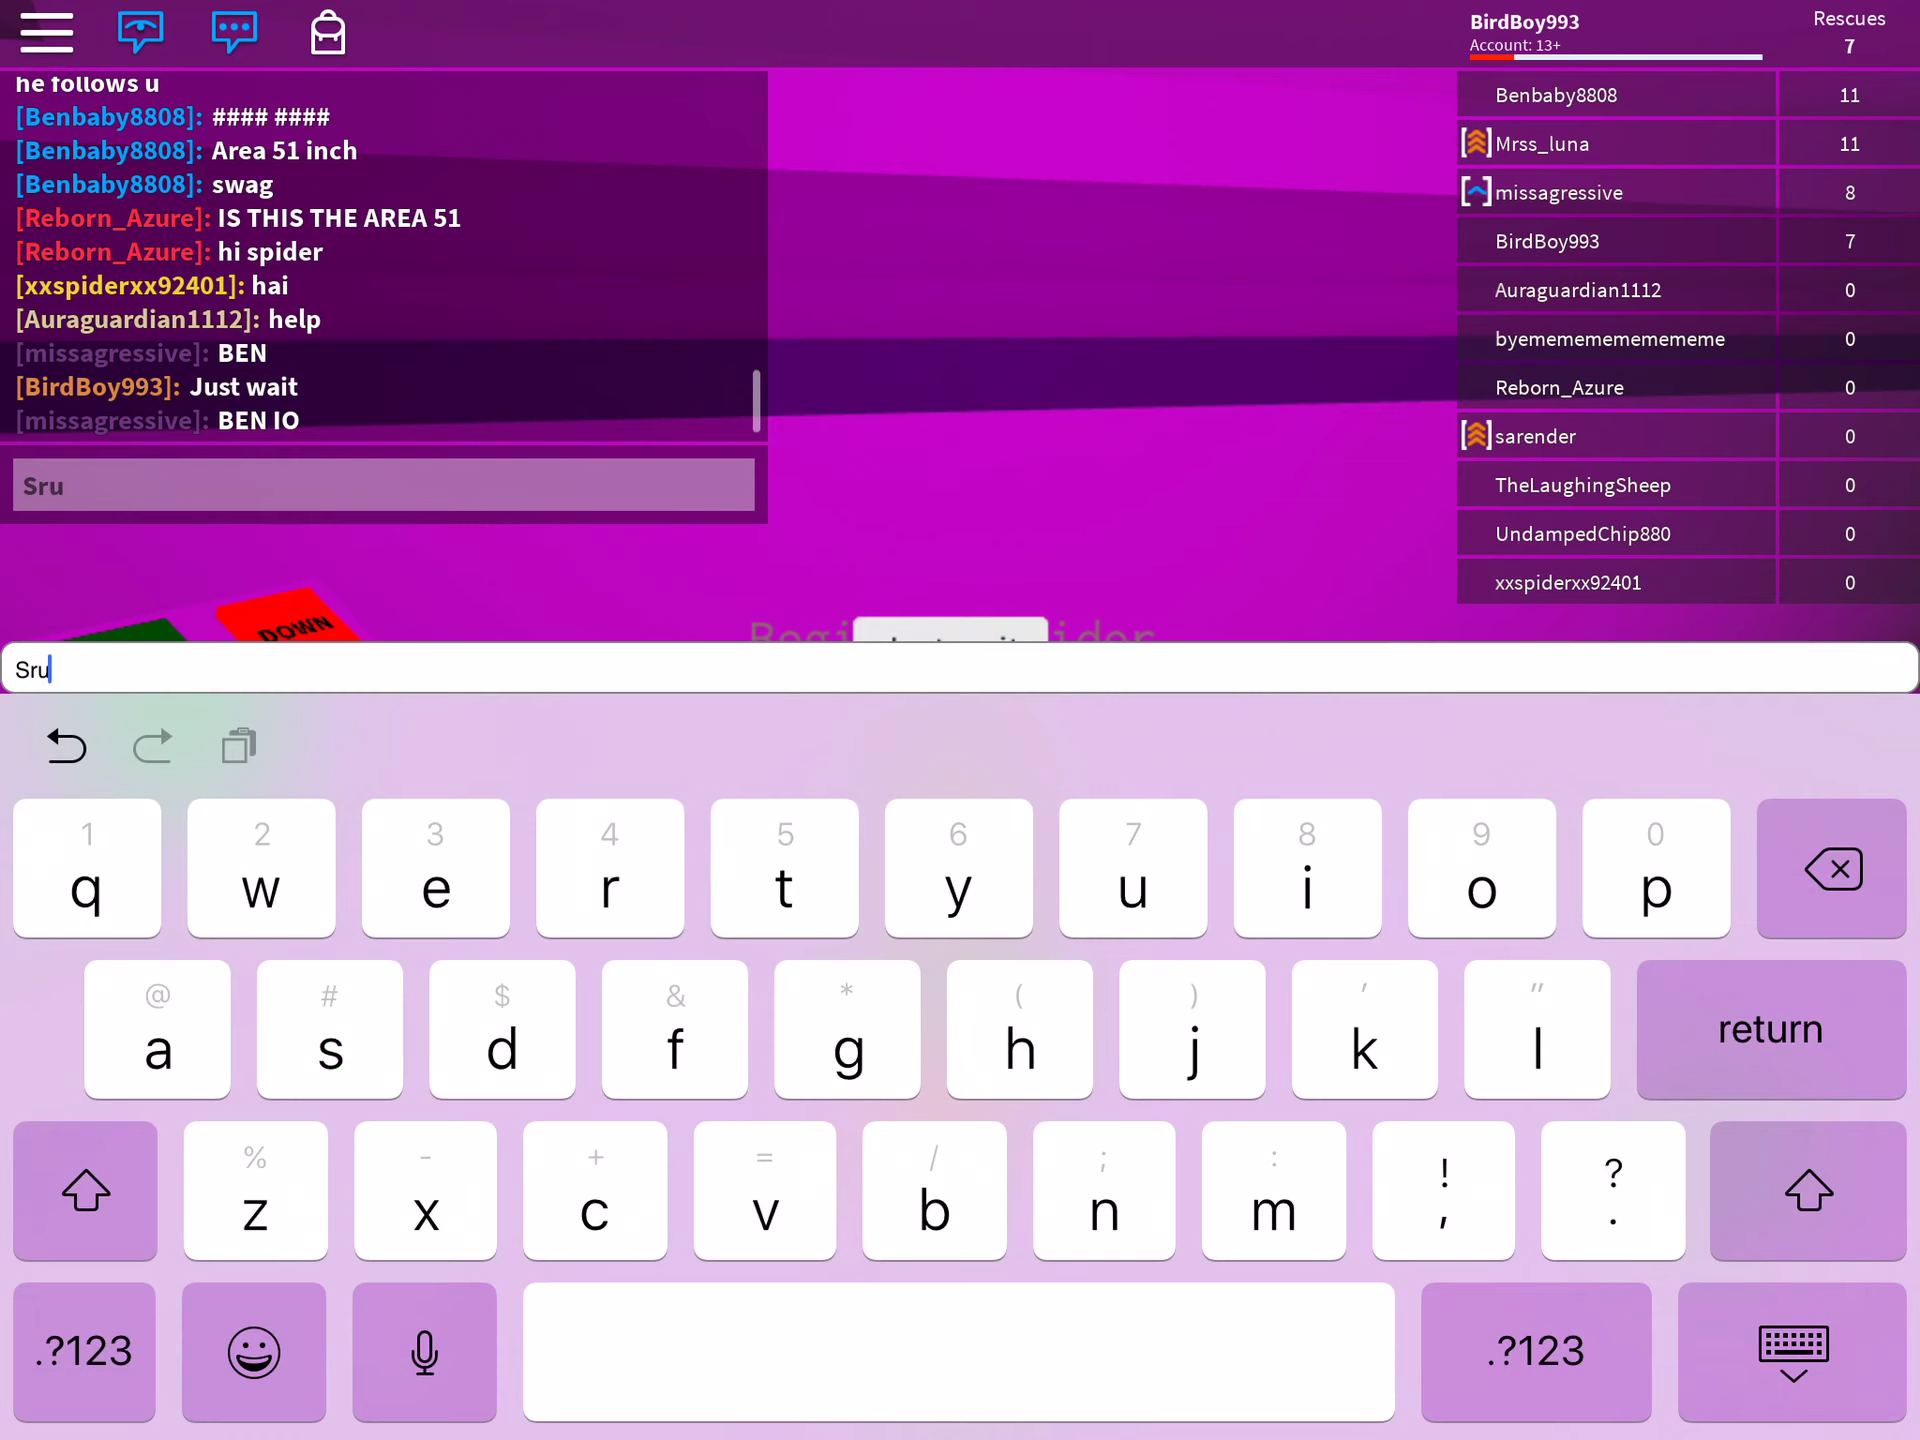 BirdBoy993
Account: 13+
Rescues
7
he follows u
[Benbaby8808]: #### ####
[Benbaby8808]: Area 51 inch
[Benbaby8808]: swag
[Reborn_Azure]: IS THIS THE AREA 51
[Reborn_Azure]: hi spider
[xxspiderxx92401]: hai
[Auraguardian1112]: help
[missagressive]: BEN
[BirdBoy993]: Just wait
[missagressive]: BEN IO
Sru
Benbaby8808 11
Mrss_luna 11
missagressive 8
BirdBoy993 7
Auraguardian1112 0
byemememememememe 0
Reborn_Azure 0
sarender 0
TheLaughingSheep 0
UndampedChip880 0
xxspiderxx92401 0
DOWN
Sru
1 2 3 4 5 6 7 8 9 0
q w e r t y u i o p
@ # $ & * ( ) ' "
a s d f g h j k l return
% - + = / ; : ! ?
z x c v b n m , .
.?123 .?123